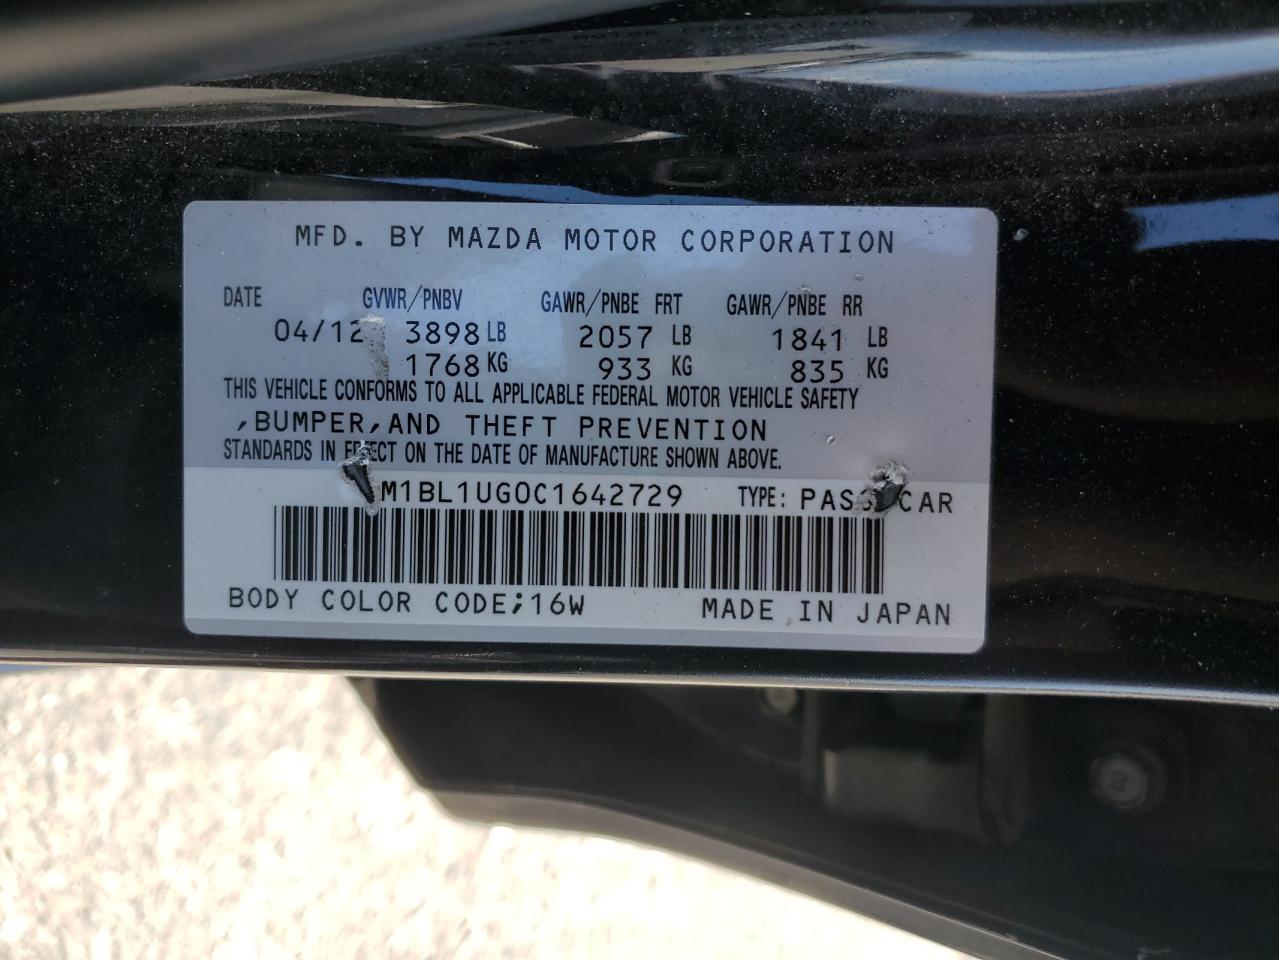 MFD. BY MAZDA MOTOR CORPORATION
DATE GVWR/PNBV GAWR/PNBE FRT GAWR/PNBE RR
04/12 3898 LB 2057 LB 1841 LB
1768 KG 933 KG 835 KG
THIS VEHICLE CONFORMS TO ALL APPLICABLE FEDERAL MOTOR VEHICLE SAFETY
,BUMPER,AND THEFT PREVENTION
STANDARDS IN EFFECT ON THE DATE OF MANUFACTURE SHOWN ABOVE.
M1BL1UG0C1642729 TYPE: CAR
BODY COLOR CODE;16W MADE IN JAPAN